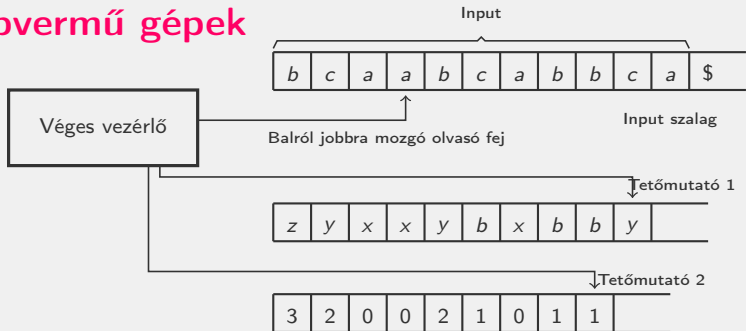 bvermű gépek
Input
b c a a b c a b b c a $
Véges vezérlő
Input szalag
Balról jobbra mozgó olvasó fej
Tetőmutató 1
z y x x y b x b b y
Tetőmutató 2
3 2 0 0 2 1 0 1 1